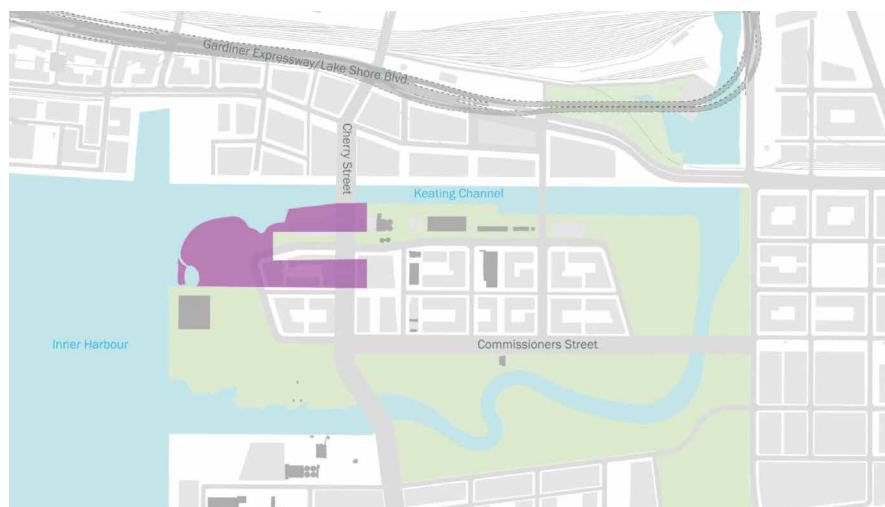 Gardiner Expressway/Lake Shore Blvd.
Cherry Street
Keating Channel
Inner Harbour
Commissioners Street